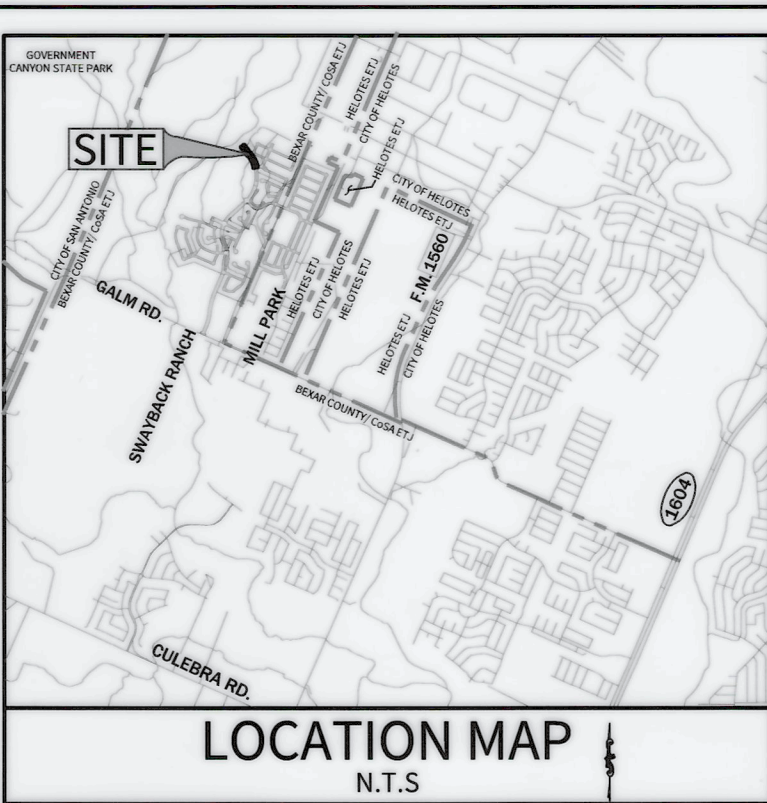 GOVERNMENT
CANYON STATE PARK
SITE
BEXAR COUNTY/ COSA ETJ
HELOTES ETJ
CITY OF HELOTES
HELOTES ETJ
CITY OF HELOTES
HELOTES ETJ
CITY OF SAN ANTONIO
BEXAR COUNTY/ CoSA ETJ
GALM RD.
SWAYBACK RANCH
MILL PARK
HELOTES ETJ
CITY OF HELOTES
HELOTES ETJ
F.M. 1560
HELOTES ETJ
CITY OF HELOTES
BEXAR COUNTY/ CoSA ETJ
1604
CULEBRA RD.
LOCATION MAP
N.T.S